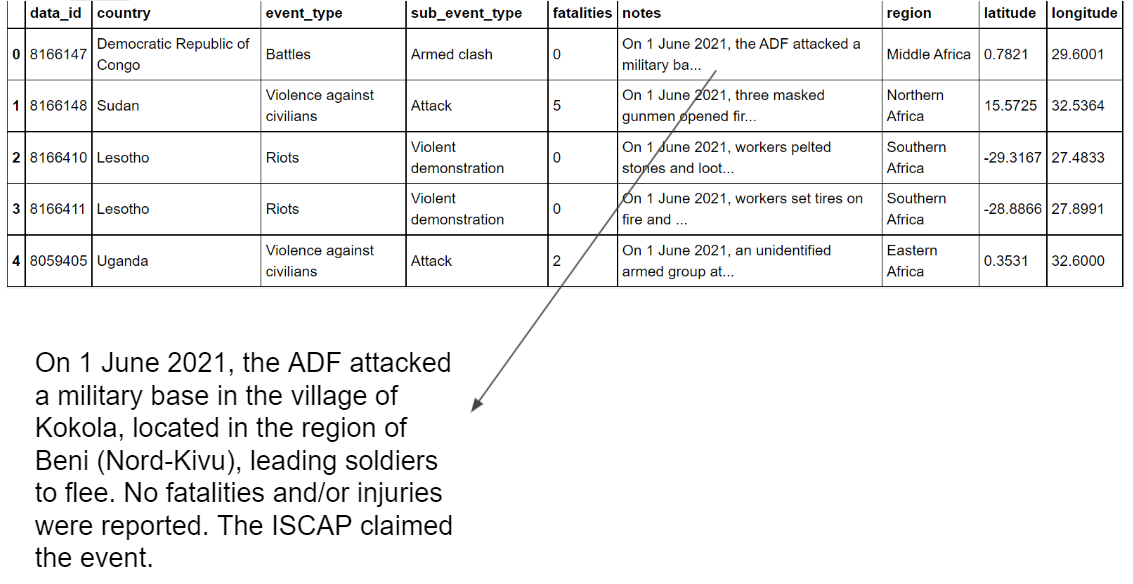 data_id country event_type sub_event_type fatalities notes region latitude longitude
0 8166147 Democratic Republic of Congo Battles Armed clash 0 On 1 June 2021, the ADF attacked a military ba... Middle Africa 0.7821 29.6001
1 8166148 Sudan Violence against civilians Attack 5 On 1 June 2021, three masked gunmen opened fir... Northern Africa 15.5725 32.5364
2 8166410 Lesotho Riots Violent demonstration 0 On 1 June 2021, workers pelted stones and loot... Southern Africa -29.3167 27.4833
3 8166411 Lesotho Riots Violent demonstration 0 On 1 June 2021, workers set tires on fire and ... Southern Africa -28.8866 27.8991
4 8059405 Uganda Violence against civilians Attack 2 On 1 June 2021, an unidentified armed group at... Eastern Africa 0.3531 32.6000
On 1 June 2021, the ADF attacked
a military base in the village of
Kokola, located in the region of
Beni (Nord-Kivu), leading soldiers
to flee. No fatalities and/or injuries
were reported. The ISCAP claimed
the event.